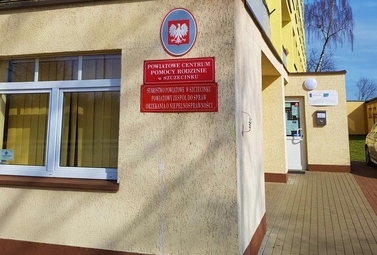 POWIATOWE CENTRUM
POMOCY RODZINIE
W SZCZECINKU
STAROSTWO POWIATOWE W SZCZECINKU
POWIATOWY ZESPÓŁ DO SPRAW
ORZEKANIA O NIEPEŁNOSPRAWNOŚCI